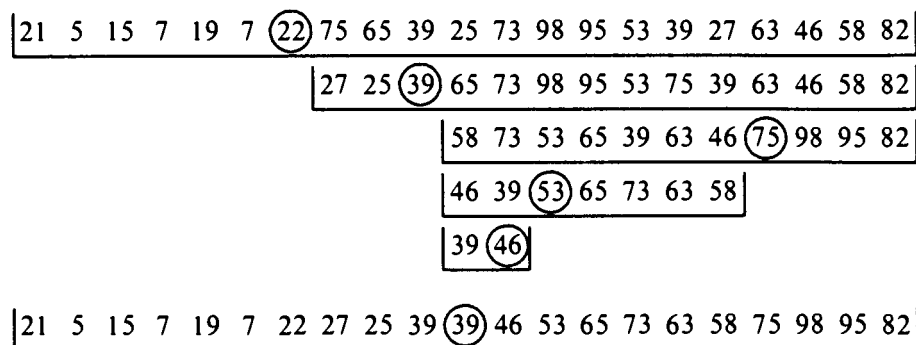 21 5 15 7 19 7 22 75 65 39 25 73 98 95 53 39 27 63 46 58 82
27 25 39 65 73 98 95 53 75 39 63 46 58 82
58 73 53 65 39 63 46 75 98 95 82
46 39 53 65 73 63 58
39 46
21 5 15 7 19 7 22 27 25 39 39 46 53 65 73 63 58 75 98 95 82